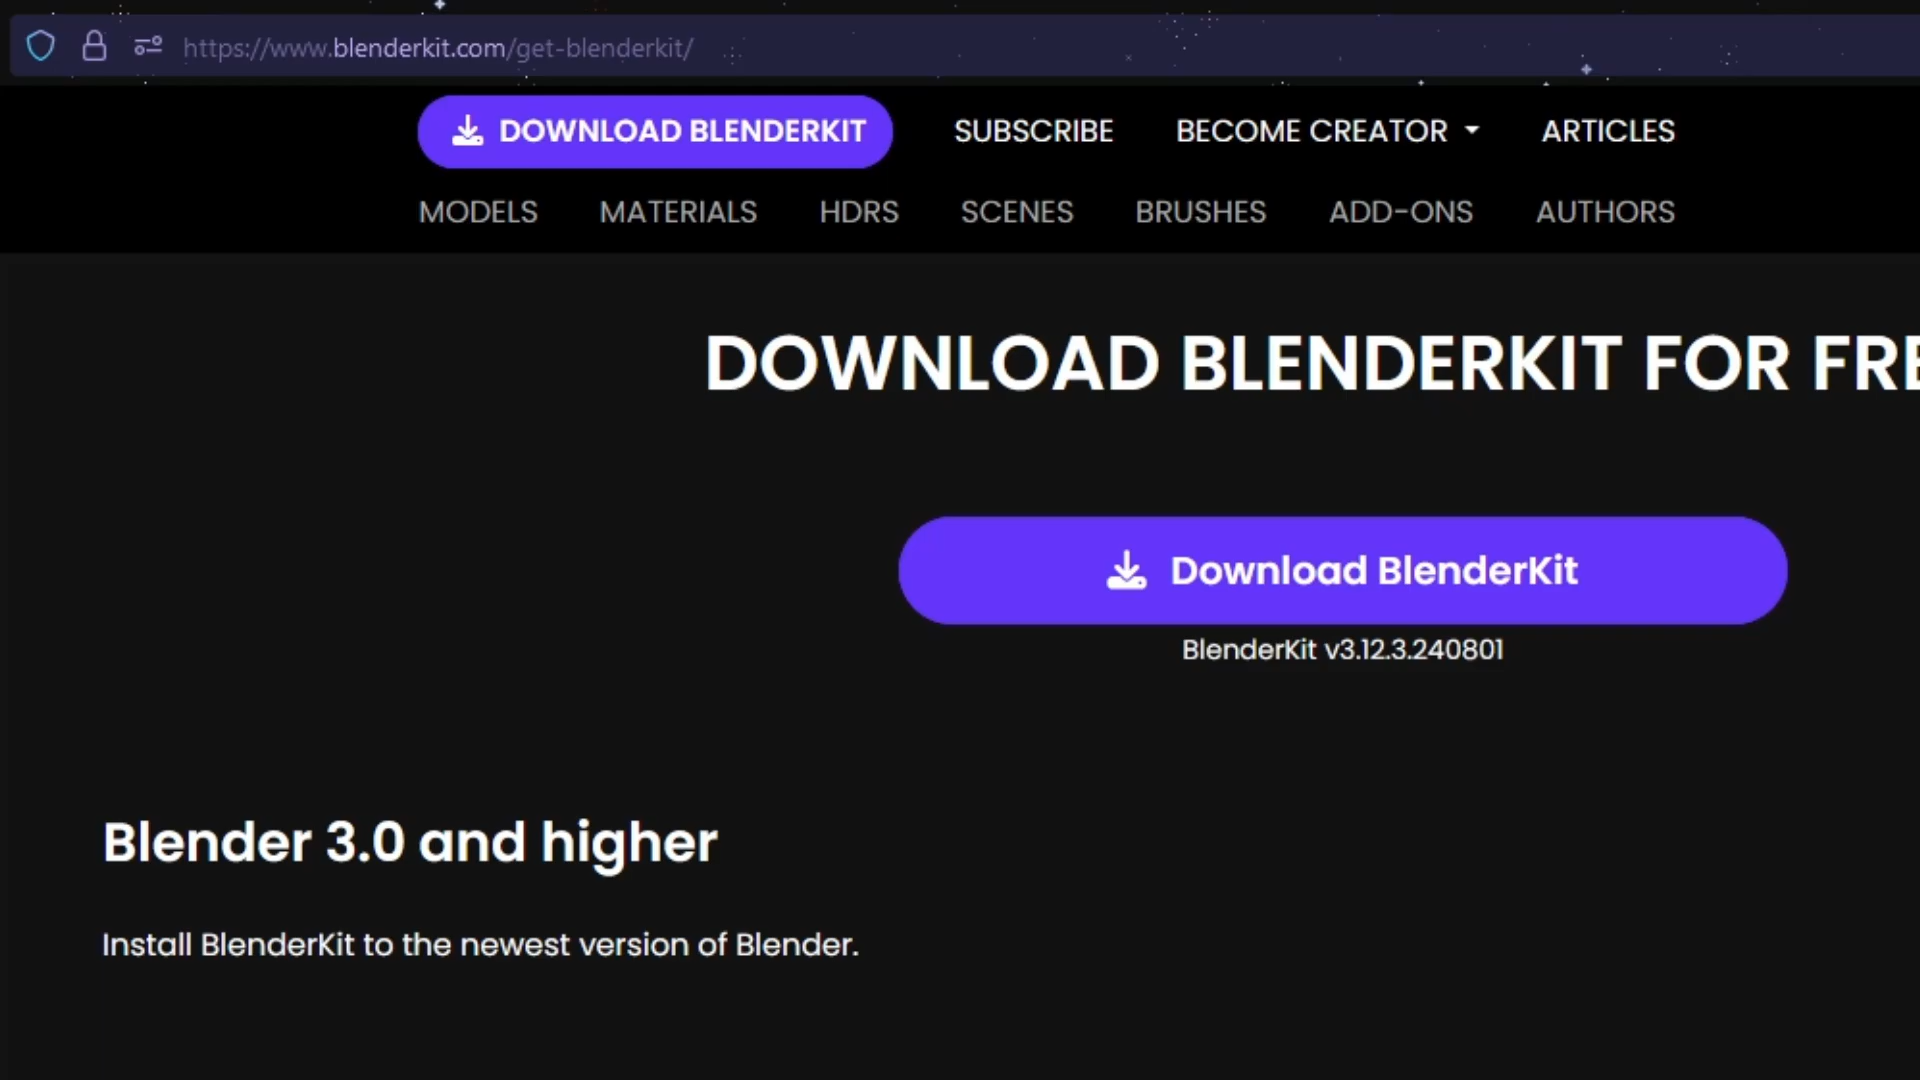 https://www.blenderkit.com/get-blenderkit/
DOWNLOAD BLENDERKIT SUBSCRIBE BECOME CREATOR ARTICLES
MODELS MATERIALS HDRS SCENES BRUSHES ADD-ONS AUTHORS
DOWNLOAD BLENDERKIT FOR FRE
Download BlenderKit
BlenderKit v3.12.3.240801
Blender 3.0 and higher
Install BlenderKit to the newest version of Blender.